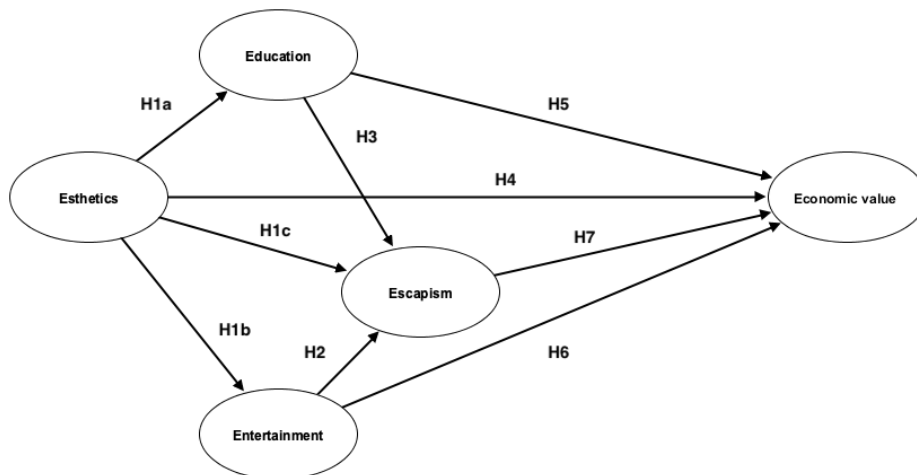 Education
H1a
H5
H3
Esthetics
H4
Economic value
H1c
H7
Escapism
H1b
H2
H6
Entertainment